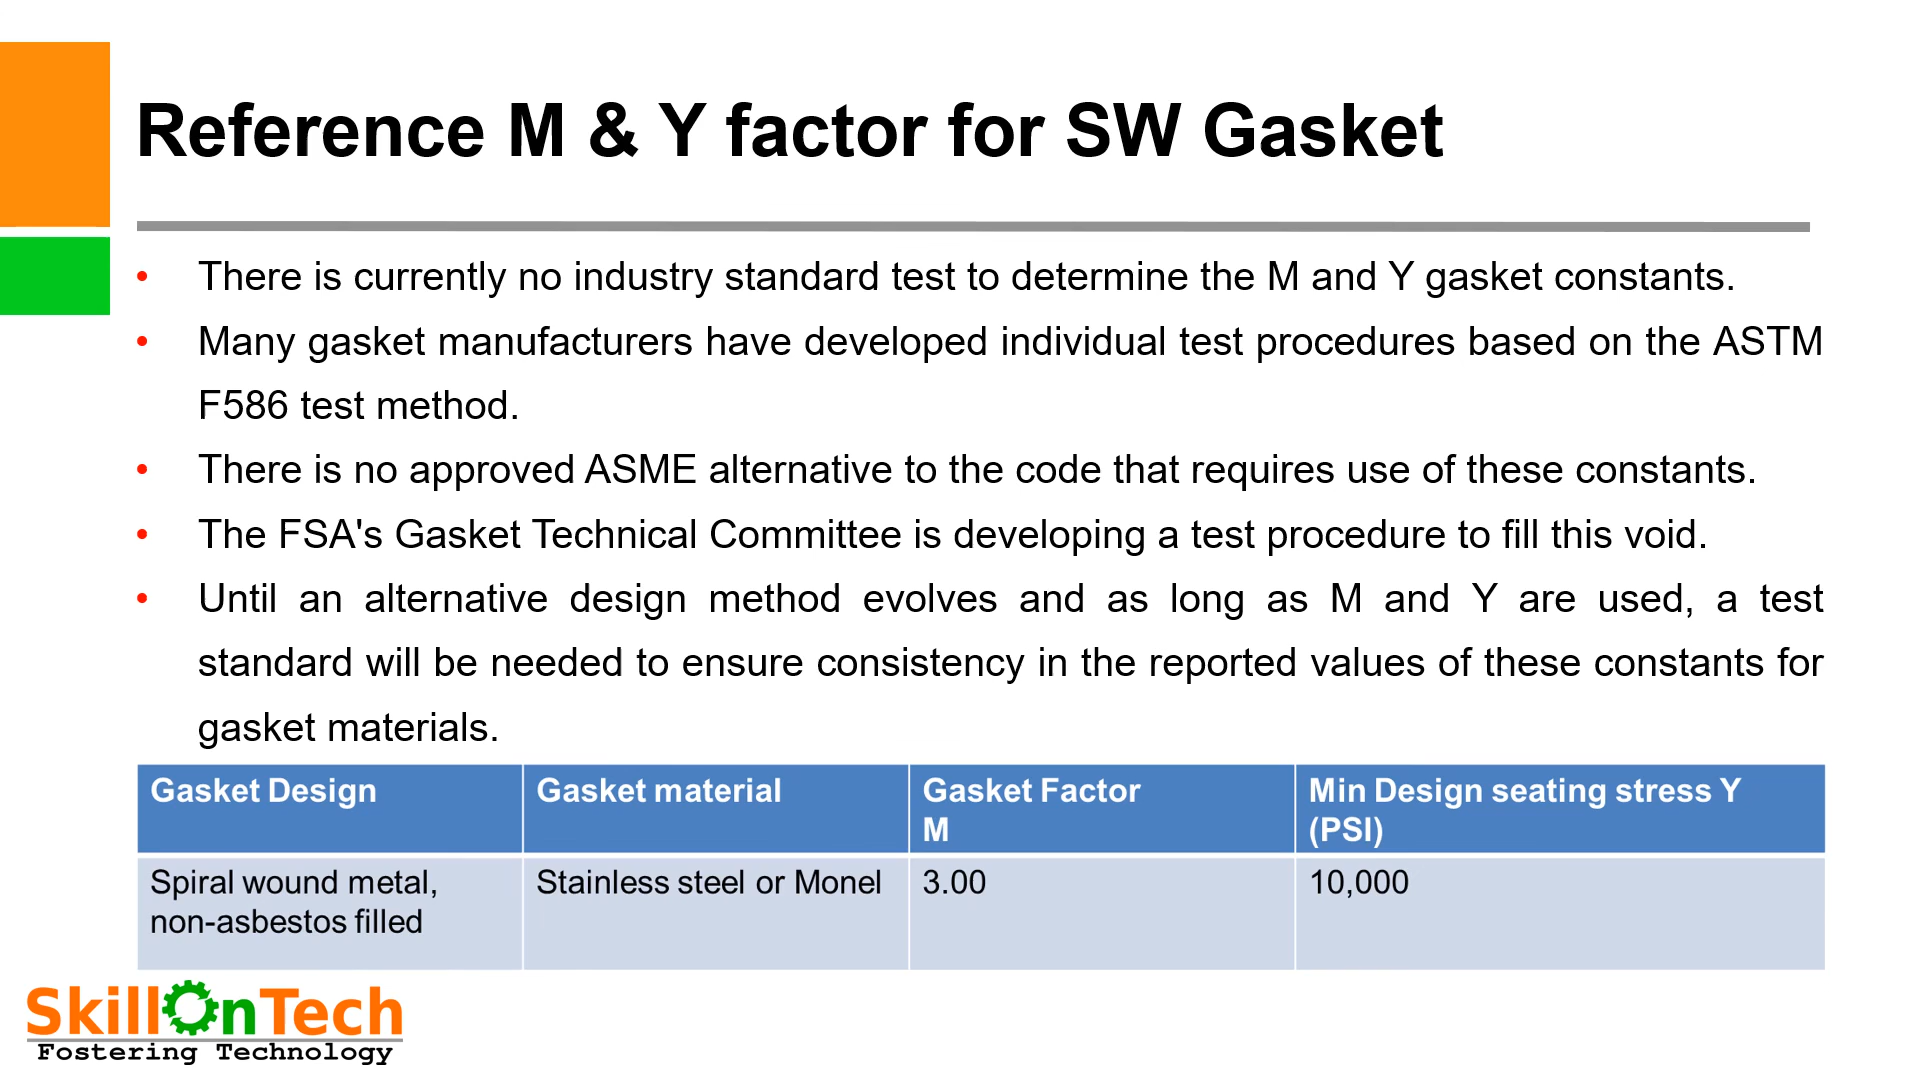 Reference M & Y factor for SW Gasket
• There is currently no industry standard test to determine the M and Y gasket constants.
• Many gasket manufacturers have developed individual test procedures based on the ASTM
F586 test method.
• There is no approved ASME alternative to the code that requires use of these constants.
• The FSA's Gasket Technical Committee is developing a test procedure to fill this void.
• Until an alternative design method evolves and as long as M and Y are used, a test
standard will be needed to ensure consistency in the reported values of these constants for
gasket materials.
Gasket Design
Gasket material
Gasket Factor
M
Min Design seating stress Y
(PSI)
Spiral wound metal,
non-asbestos filled
Stainless steel or Monel
3.00
10,000
SkillOnTech
Fostering Technology